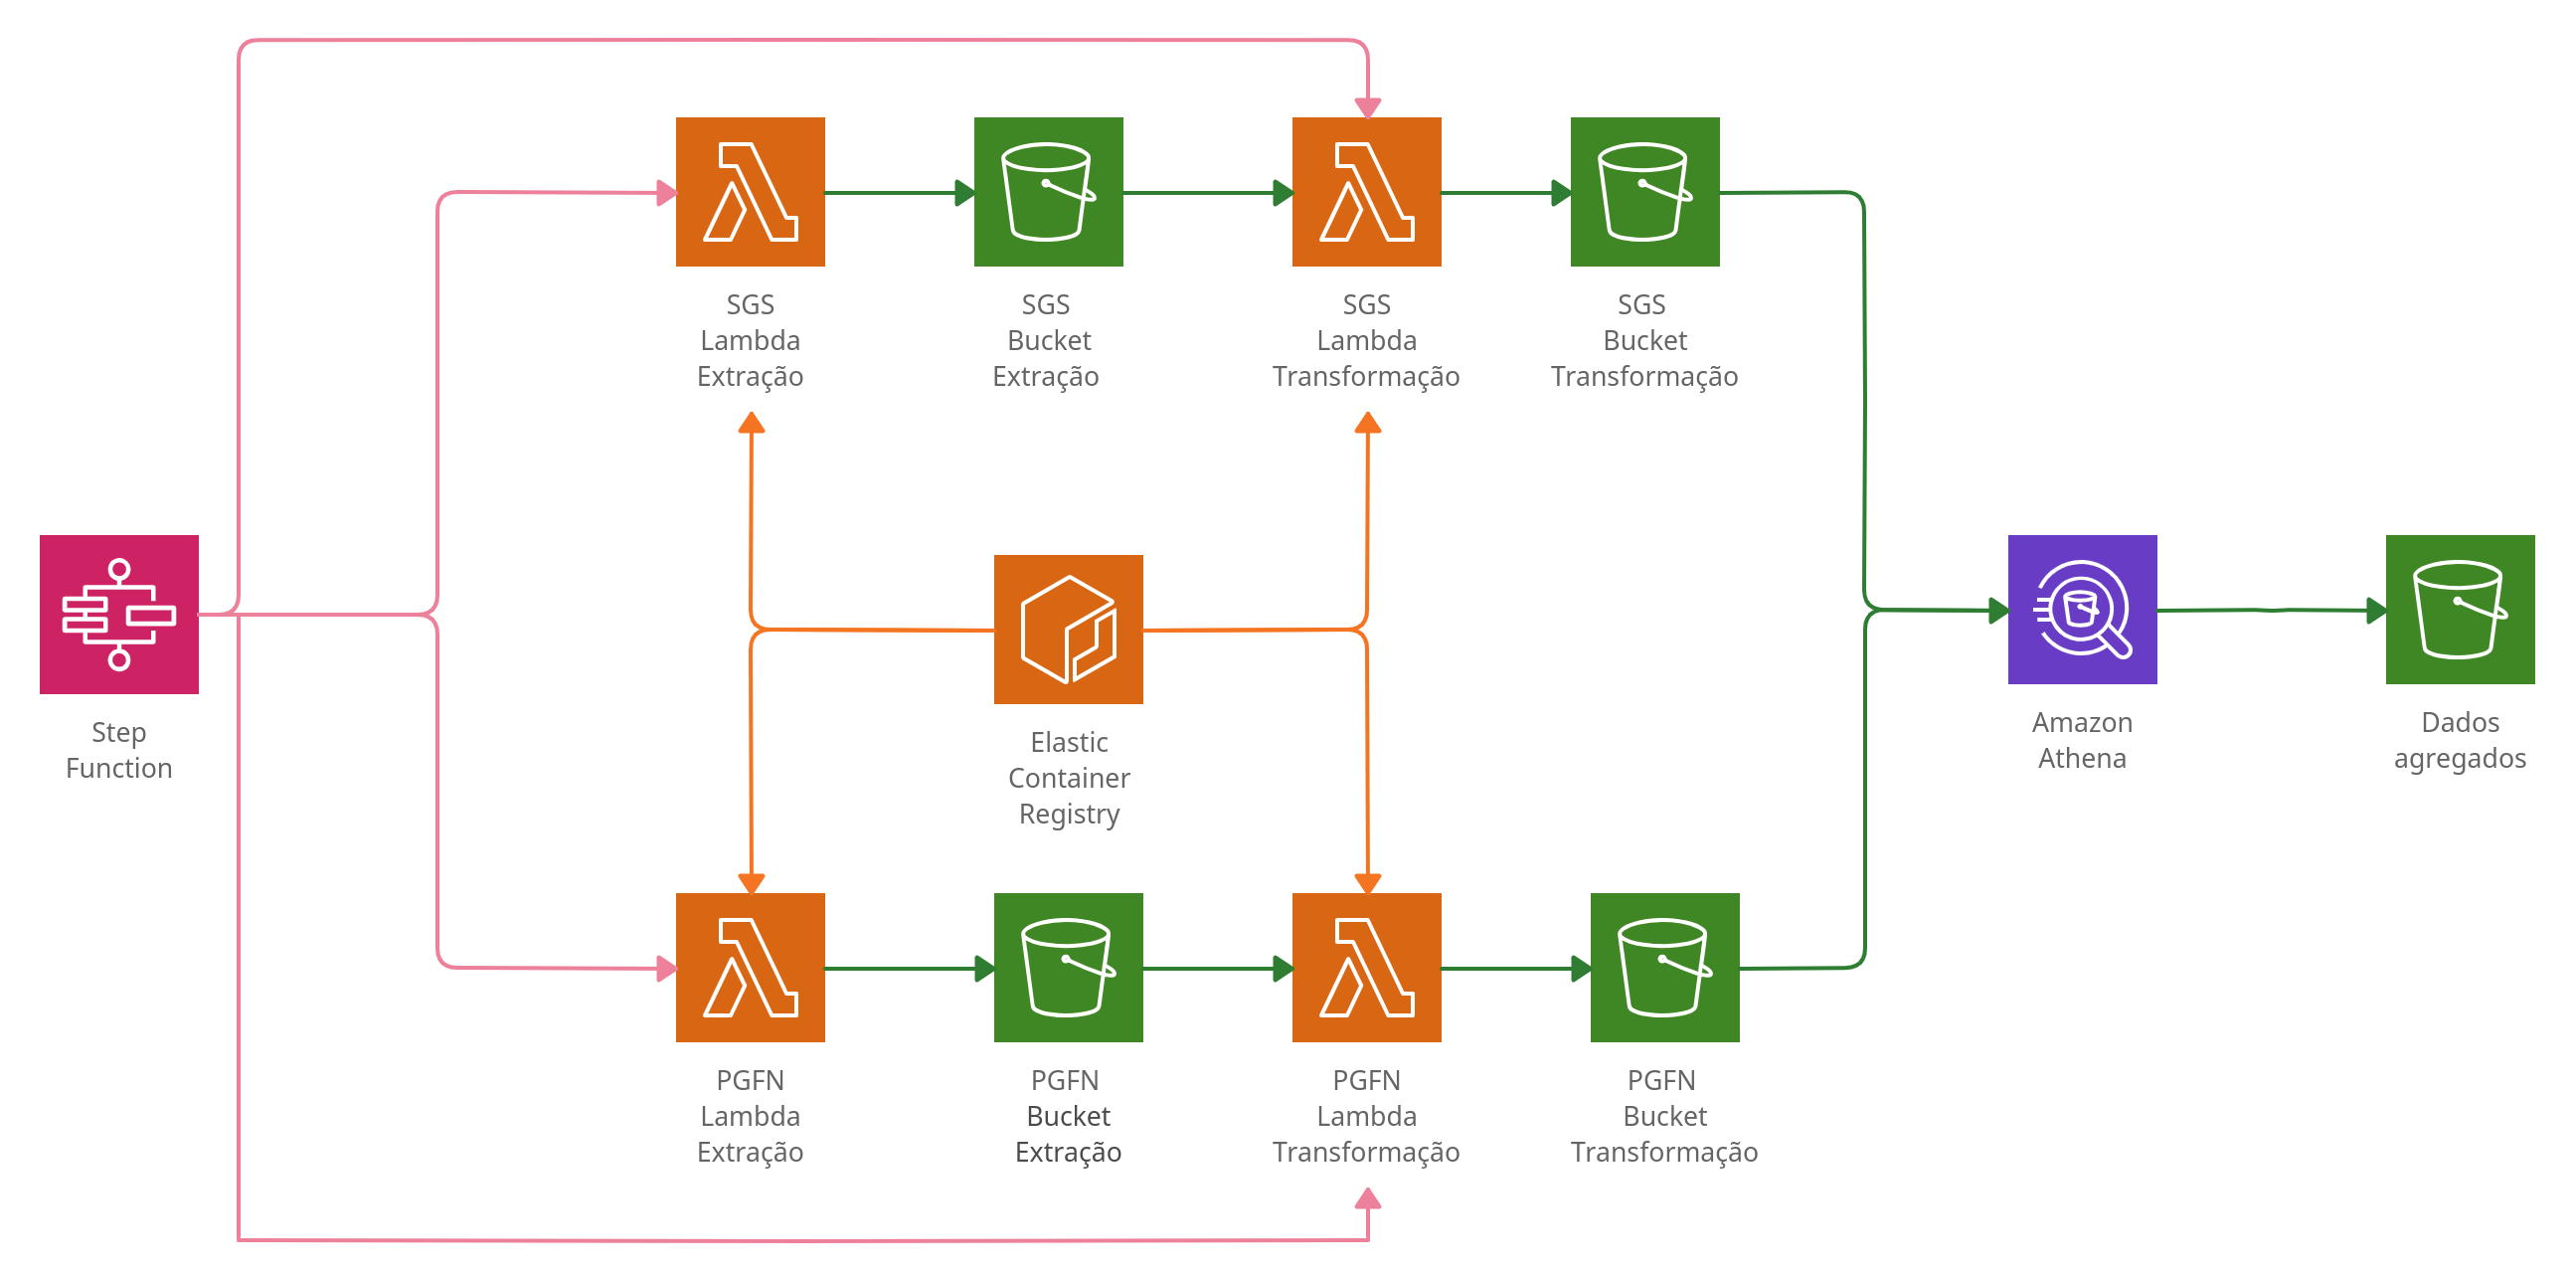 SGS
Lambda
Extração
SGS
Bucket
Extração
SGS
Lambda
Transformação
SGS
Bucket
Transformação
Step
Function
Elastic
Container
Registry
Amazon
Athena
Dados
agregados
PGFN
Lambda
Extração
PGFN
Bucket
Extração
PGFN
Lambda
Transformação
PGFN
Bucket
Transformação